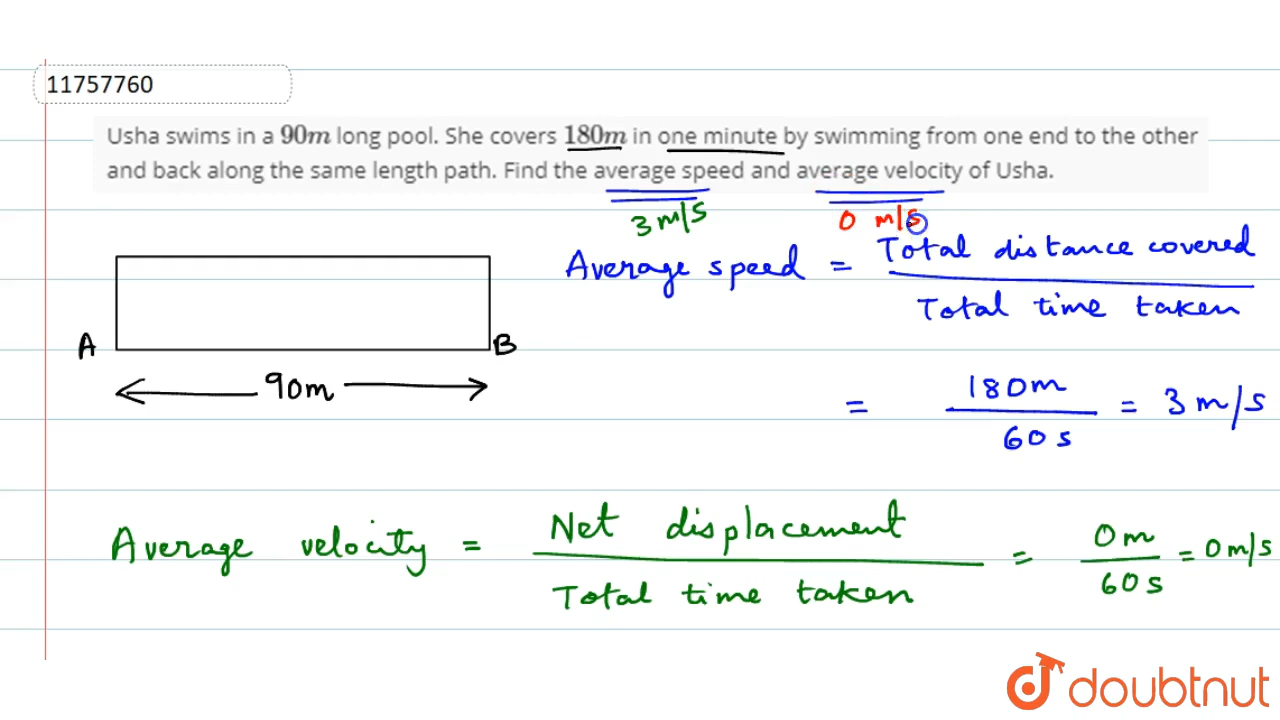 11757760
Usha swims in a 90m long pool. She covers 180m in one minute by swimming from one end to the other
and back along the same length path. Find the average speed and average velocity of Usha.
3 m/s 0 m/s
Average speed = Total distance covered
Total time taken
A B
90m
= 180m = 3 m/s
60 s
Average velocity = Net displacement = 0m = 0 m/s
Total time taken 60 s
doubtnut